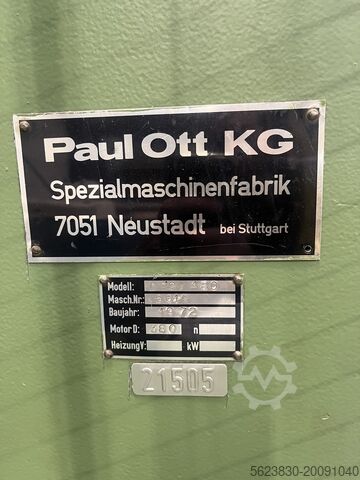 Paul Ott KG
Spezialmaschinenfabrik
7051 Neustadt bei Stuttgart
Modell:
Masch.Nr.:
Baujahr: 1972
Motor D: 380 n
Heizung V: kW
21505
5623830-20091040